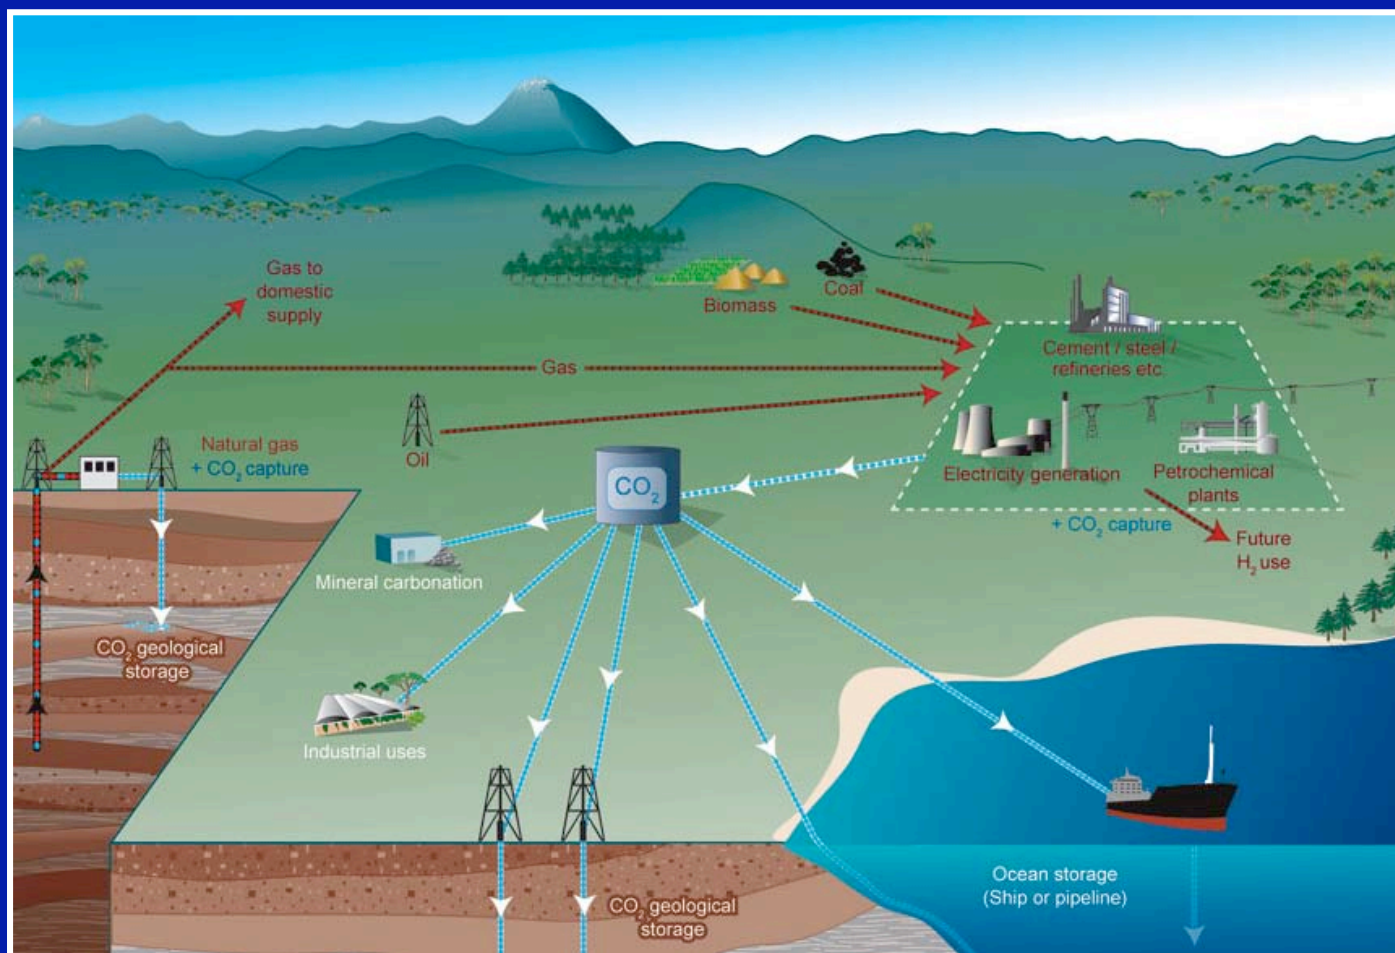 Gas to
domestic
supply
Biomass
Coal
Cement / steel /
refineries etc.
Gas
Oil
Natural gas
+ CO₂ capture
CO₂
Electricity generation
Petrochemical
plants
+ CO₂ capture
Future
H₂ use
Mineral carbonation
CO₂ geological
storage
Industrial uses
Ocean storage
(Ship or pipeline)
CO₂ geological
storage